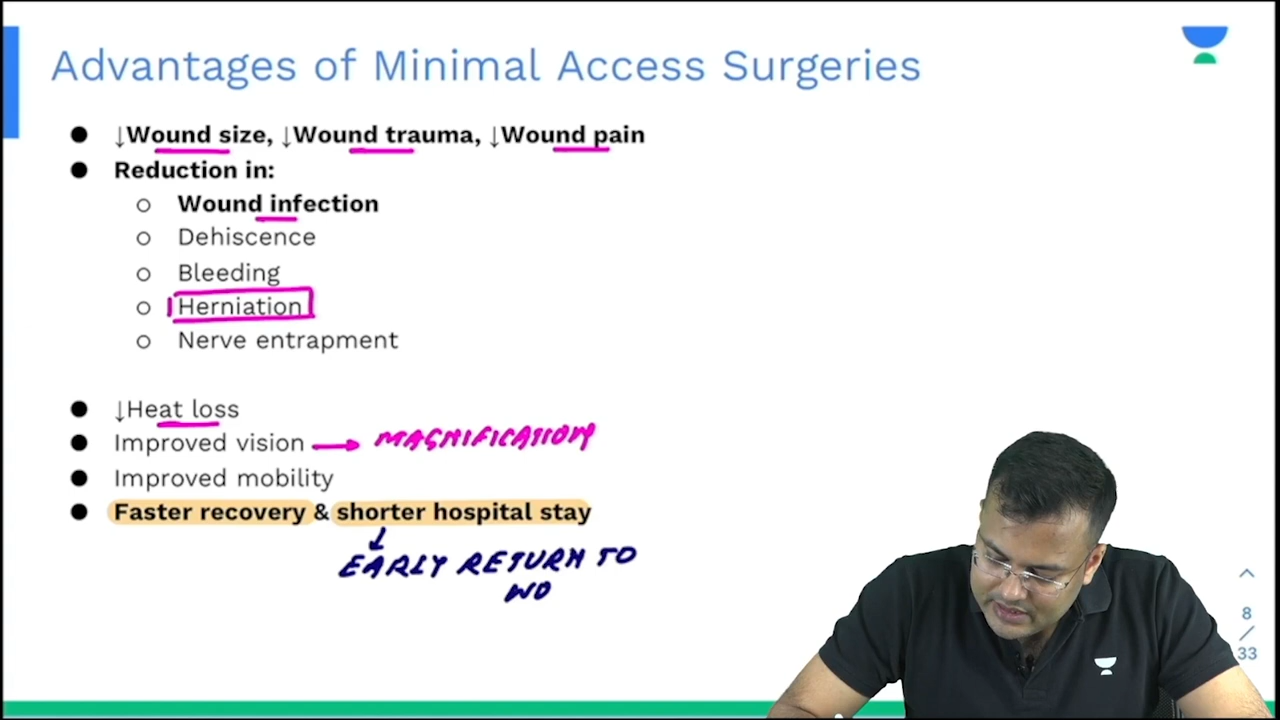 Advantages of Minimal Access Surgeries
● ↓Wound size, ↓Wound trauma, ↓Wound pain
● Reduction in:
○ Wound infection
○ Dehiscence
○ Bleeding
○ Herniation
○ Nerve entrapment
● ↓Heat loss
● Improved vision → MAGNIFICATION
● Improved mobility
● Faster recovery & shorter hospital stay
↓
EARLY RETURN TO
WO
8
/
33